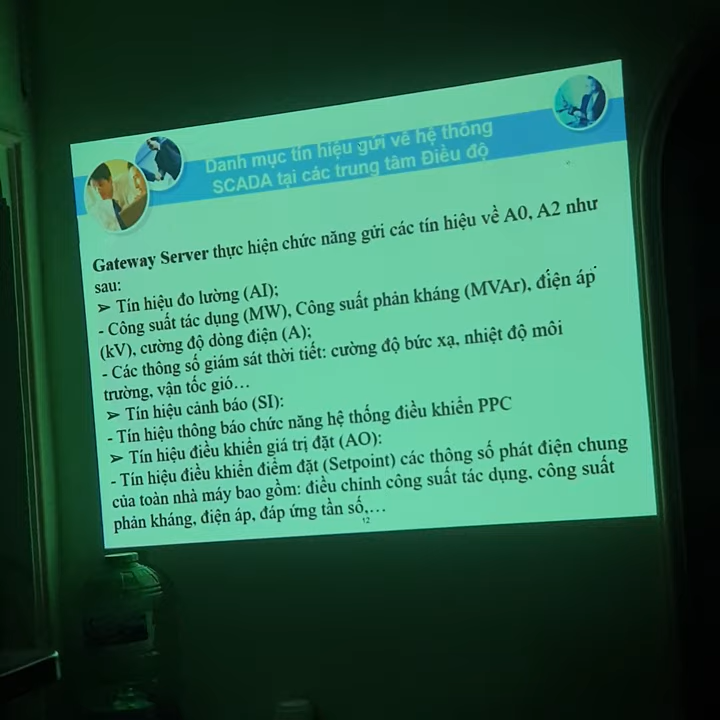 Danh mục tín hiệu gửi về hệ thống
SCADA tại các trung tâm Điều độ
Gateway Server thực hiện chức năng gửi các tín hiệu về A0, A2 như
sau:
➢ Tín hiệu đo lường (AI);
- Công suất tác dụng (MW), Công suất phản kháng (MVAr), điện áp
(kV), cường độ dòng điện (A);
- Các thông số giám sát thời tiết: cường độ bức xạ, nhiệt độ môi
trường, vận tốc gió…
➢ Tín hiệu cảnh báo (SI):
- Tín hiệu thông báo chức năng hệ thống điều khiển PPC
➢ Tín hiệu điều khiển giá trị đặt (AO):
- Tín hiệu điều khiển điểm đặt (Setpoint) các thông số phát điện chung
của toàn nhà máy bao gồm: điều chỉnh công suất tác dụng, công suất
phản kháng, điện áp, đáp ứng tần số,…
12